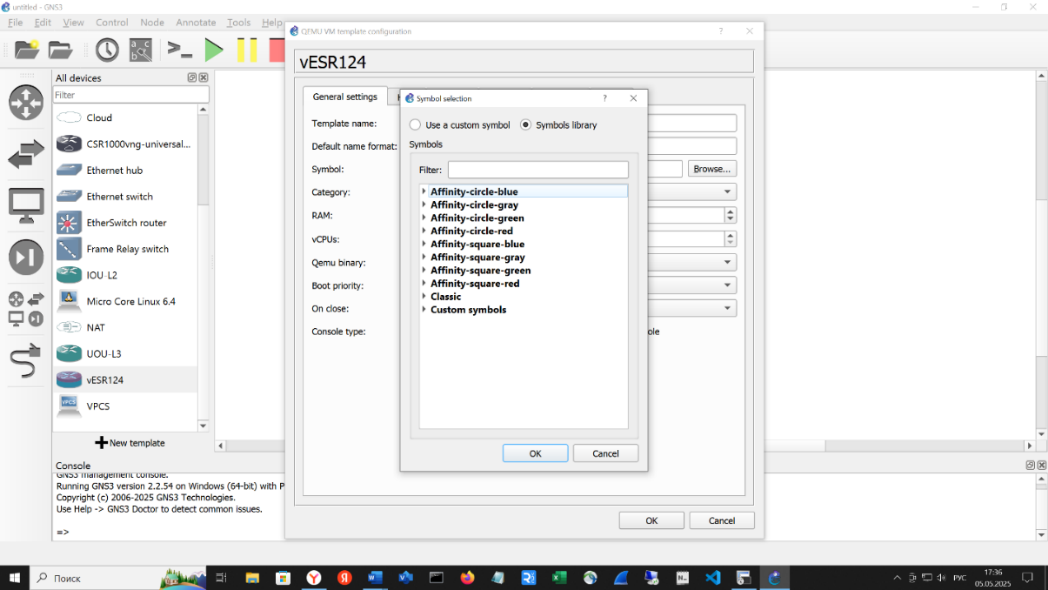 untitled - GNS3
File Edit View Control Node Annotate Tools Help
All devices
Filter
Cloud
CSR1000vng-universal...
Ethernet hub
Ethernet switch
EtherSwitch router
Frame Relay switch
IOU-L2
Micro Core Linux 6.4
NAT
UOU-L3
vESR124
VPCS
New template
Console
GNS3 management console.
Running GNS3 version 2.2.54 on Windows (64-bit) with P
Copyright (c) 2006-2025 GNS3 Technologies.
Use Help -> GNS3 Doctor to detect common issues.
=>
QEMU VM template configuration
vESR124
General settings
Template name:
Default name format:
Symbol:
Browse...
Category:
RAM:
vCPUs:
Qemu binary:
Boot priority:
On close:
Console type:
ole
OK Cancel
Symbol selection
Use a custom symbol Symbols library
Symbols
Filter:
Affinity-circle-blue
Affinity-circle-gray
Affinity-circle-green
Affinity-circle-red
Affinity-square-blue
Affinity-square-gray
Affinity-square-green
Affinity-square-red
Classic
Custom symbols
OK Cancel
Поиск
РУС
17:36
05.05.2025